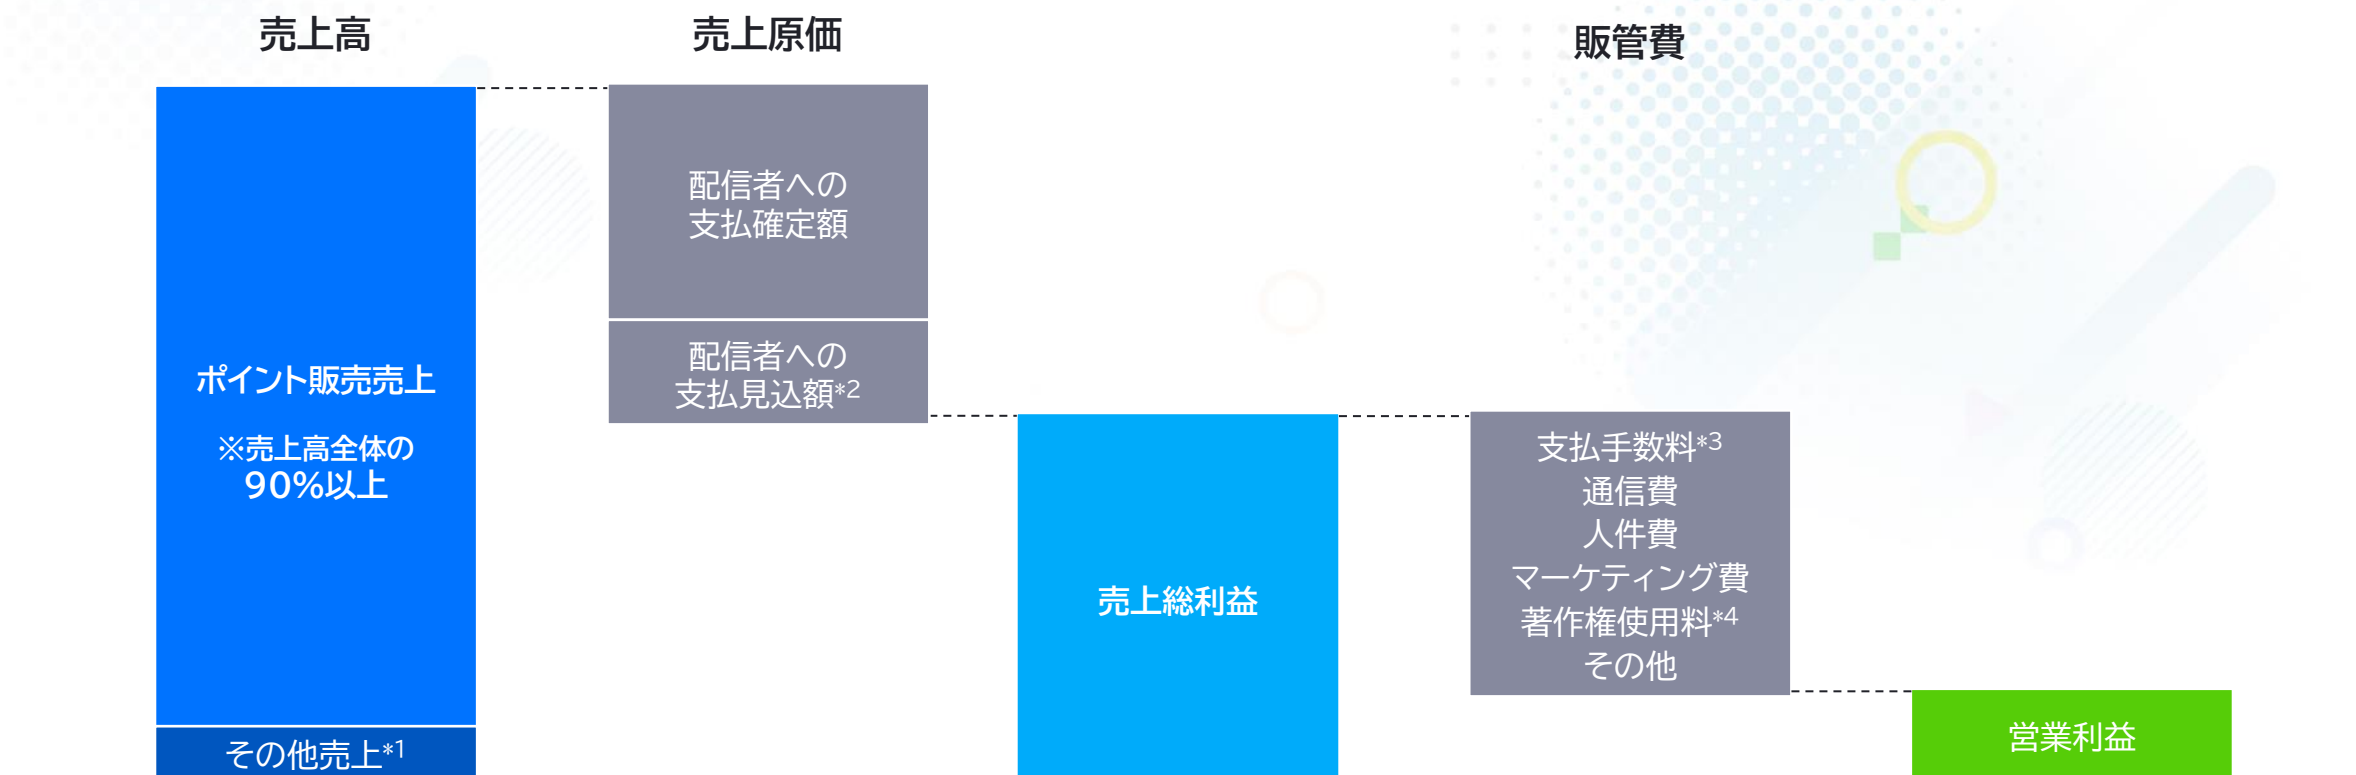 売上高
売上原価
販管費
ポイント販売売上
※売上高全体の
90%以上
その他売上*1
配信者への
支払確定額
配信者への
支払見込額*2
売上総利益
支払手数料*3
通信費
人件費
マーケティング費
著作権使用料*4
その他
営業利益